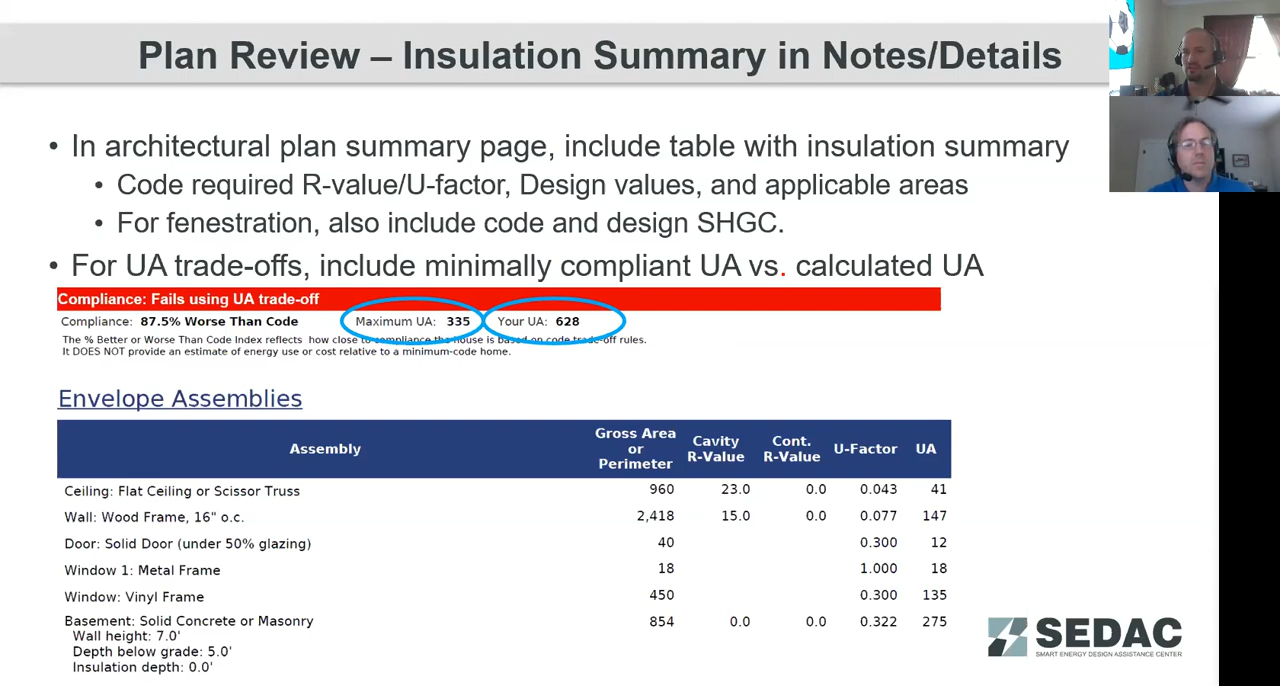 Plan Review – Insulation Summary in Notes/Details
• In architectural plan summary page, include table with insulation summary
• Code required R-value/U-factor, Design values, and applicable areas
• For fenestration, also include code and design SHGC.
• For UA trade-offs, include minimally compliant UA vs. calculated UA
Compliance: Fails using UA trade-off
Compliance: 87.5% Worse Than Code Maximum UA: 335 Your UA: 628
The % Better or Worse Than Code Index reflects how close to compliance the house is based on code trade-off rules.
It DOES NOT provide an estimate of energy use or cost relative to a minimum-code home.
Envelope Assemblies
Assembly Gross Area or Perimeter Cavity R-Value Cont. R-Value U-Factor UA
Ceiling: Flat Ceiling or Scissor Truss 960 23.0 0.0 0.043 41
Wall: Wood Frame, 16" o.c. 2,418 15.0 0.0 0.077 147
Door: Solid Door (under 50% glazing) 40 0.300 12
Window 1: Metal Frame 18 1.000 18
Window: Vinyl Frame 450 0.300 135
Basement: Solid Concrete or Masonry 854 0.0 0.0 0.322 275
Wall height: 7.0'
Depth below grade: 5.0'
Insulation depth: 0.0'
SEDAC
SMART ENERGY DESIGN ASSISTANCE CENTER